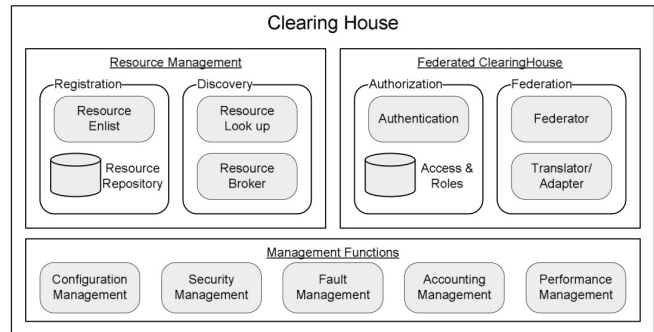 Clearing House
Resource Management
Registration
Resource
Enlist
Resource
Repository
Discovery
Resource
Look up
Resource
Broker
Federated ClearingHouse
Authorization
Authentication
Access &
Roles
Federation
Federator
Translator/
Adapter
Management Functions
Configuration
Management
Security
Management
Fault
Management
Accounting
Management
Performance
Management